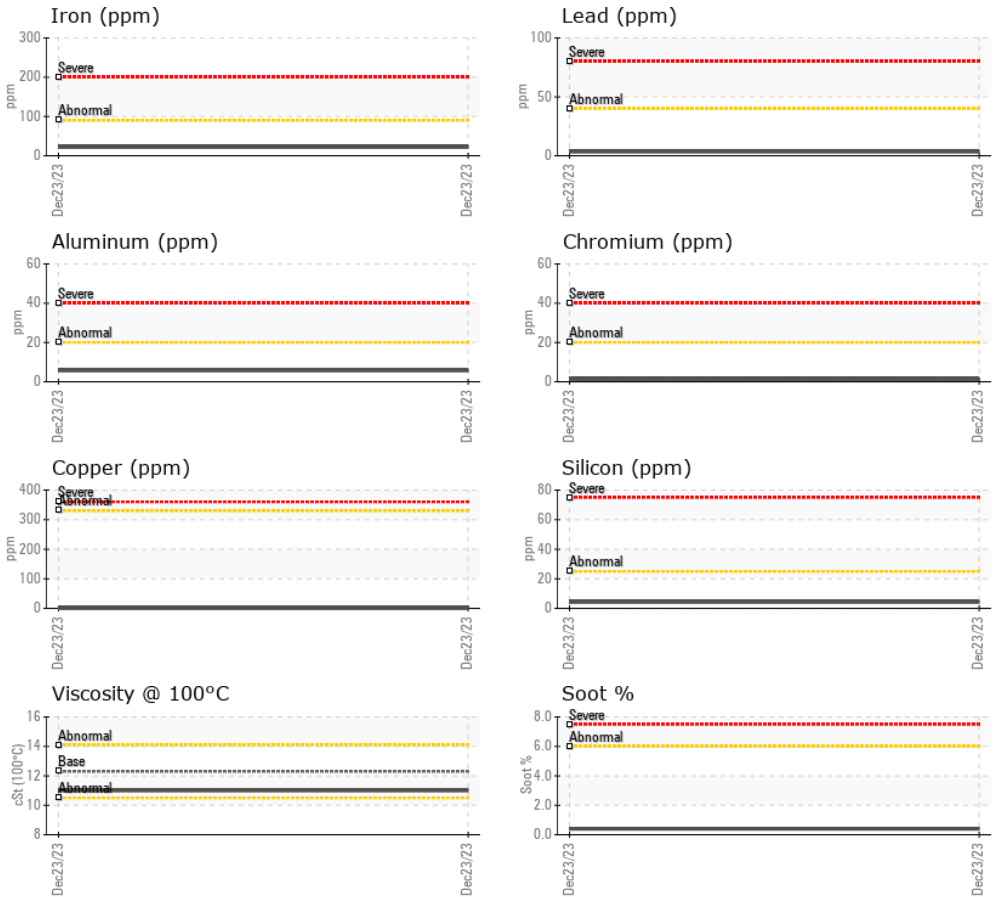 Iron (ppm)
300
200
100
0
ppm
Severe
Abnormal
Dec23/23
Dec23/23
Lead (ppm)
100
50
0
ppm
Severe
Abnormal
Dec23/23
Dec23/23
Aluminum (ppm)
60
40
20
0
ppm
Severe
Abnormal
Dec23/23
Dec23/23
Chromium (ppm)
60
40
20
0
ppm
Severe
Abnormal
Dec23/23
Dec23/23
Copper (ppm)
400
300
200
100
0
ppm
Severe
Abnormal
Dec23/23
Dec23/23
Silicon (ppm)
80
60
40
20
0
ppm
Severe
Abnormal
Dec23/23
Dec23/23
Viscosity @ 100°C
16
14
12
10
8
cSt (100°C)
Abnormal
Base
Abnormal
Dec23/23
Dec23/23
Soot %
8.0
6.0
4.0
2.0
0.0
Soot %
Severe
Abnormal
Dec23/23
Dec23/23